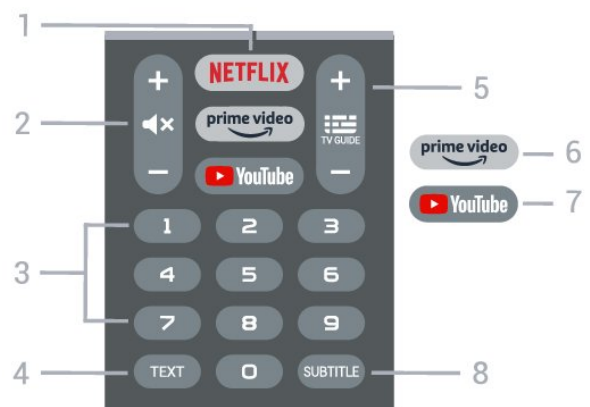 1
NETFLIX
+ +
2
prime video
TV GUIDE
5
- YouTube -
prime video
6
YouTube
7
1 2 3
3
4 5 6
7 8 9
4
TEXT 0 SUBTITLE
8